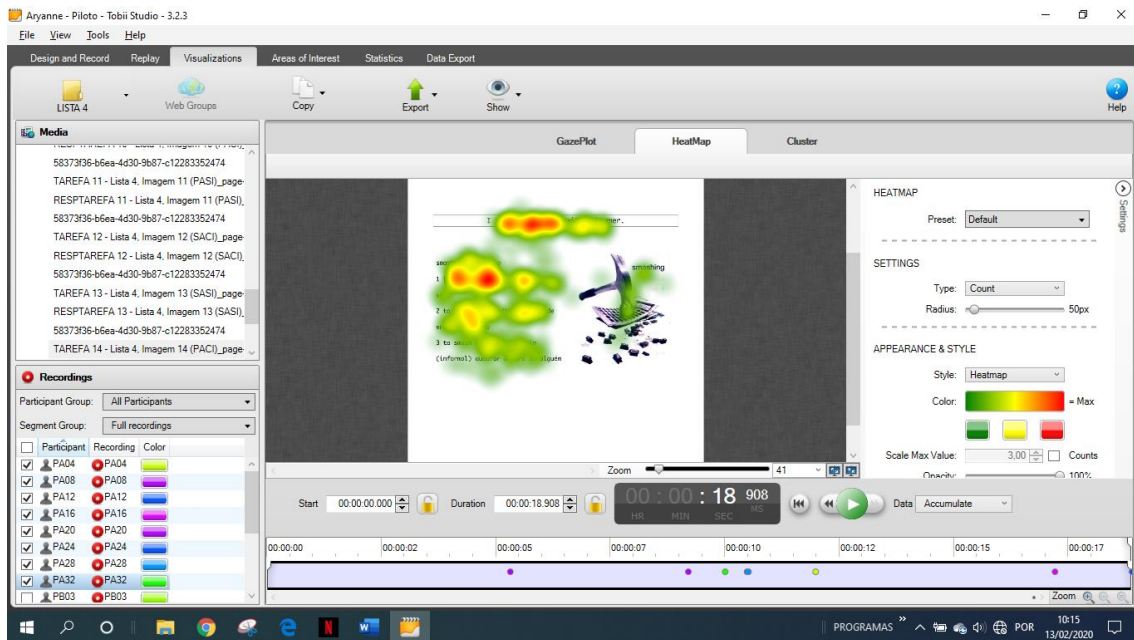 Aryanne - Piloto - Tobii Studio - 3.2.3
File View Tools Help
Design and Record Replay Visualizations Areas of Interest Statistics Data Export
LISTA 4 Web Groups Copy Export Show Help
Media
58373f36-b6ea-4d30-9b87-c12283352474
TAREFA 11 - Lista 4, Imagem 11 (PASI)_page-
RESPTAREFA 11 - Lista 4, Imagem 11 (PASI)_
58373f36-b6ea-4d30-9b87-c12283352474
TAREFA 12 - Lista 4, Imagem 12 (SACI)_page-
RESPTAREFA 12 - Lista 4, Imagem 12 (SACI)_
58373f36-b6ea-4d30-9b87-c12283352474
TAREFA 13 - Lista 4, Imagem 13 (SASI)_page-
RESPTAREFA 13 - Lista 4, Imagem 13 (SASI)_
58373f36-b6ea-4d30-9b87-c12283352474
TAREFA 14 - Lista 4, Imagem 14 (PACI)_page-
Recordings
Participant Group: All Participants
Segment Group: Full recordings
Participant Recording Color
PA04 PA04
PA08 PA08
PA12 PA12
PA16 PA16
PA20 PA20
PA24 PA24
PA28 PA28
PA32 PA32
PB03 PB03
GazePlot HeatMap Cluster
I
smashing
1
2 to
3 to
(informal)
HEATMAP
Preset: Default
SETTINGS
Type: Count
Radius: 50px
APPEARANCE & STYLE
Style: Heatmap
Color: = Max
Scale Max Value: 3,00 Counts
Opacity: 100%
Settings
Zoom 41
Start 00:00:00.000 Duration 00:00:18.908 00 : 00 : 18 908 Data Accumulate
HR MIN SEC MS
00:00:00 00:00:02 00:00:05 00:00:07 00:00:10 00:00:12 00:00:15 00:00:17
Zoom
PROGRAMAS POR 10:15
13/02/2020